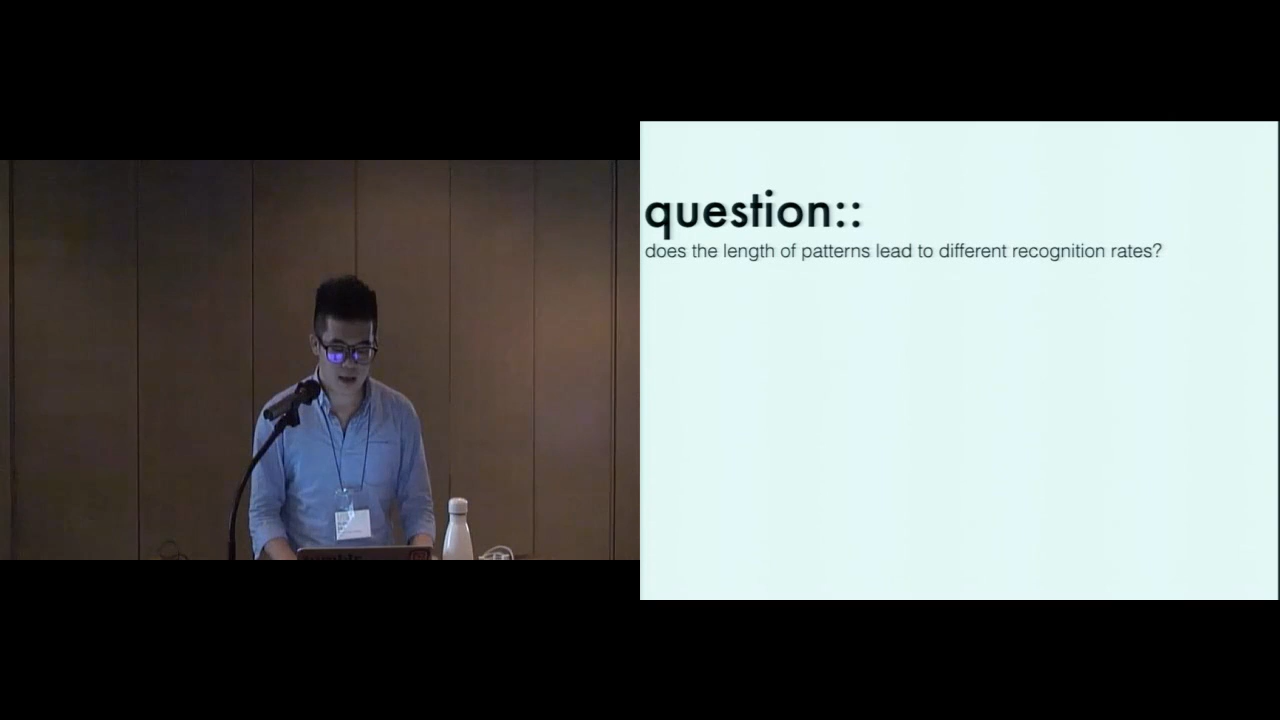 question::
does the length of patterns lead to different recognition rates?